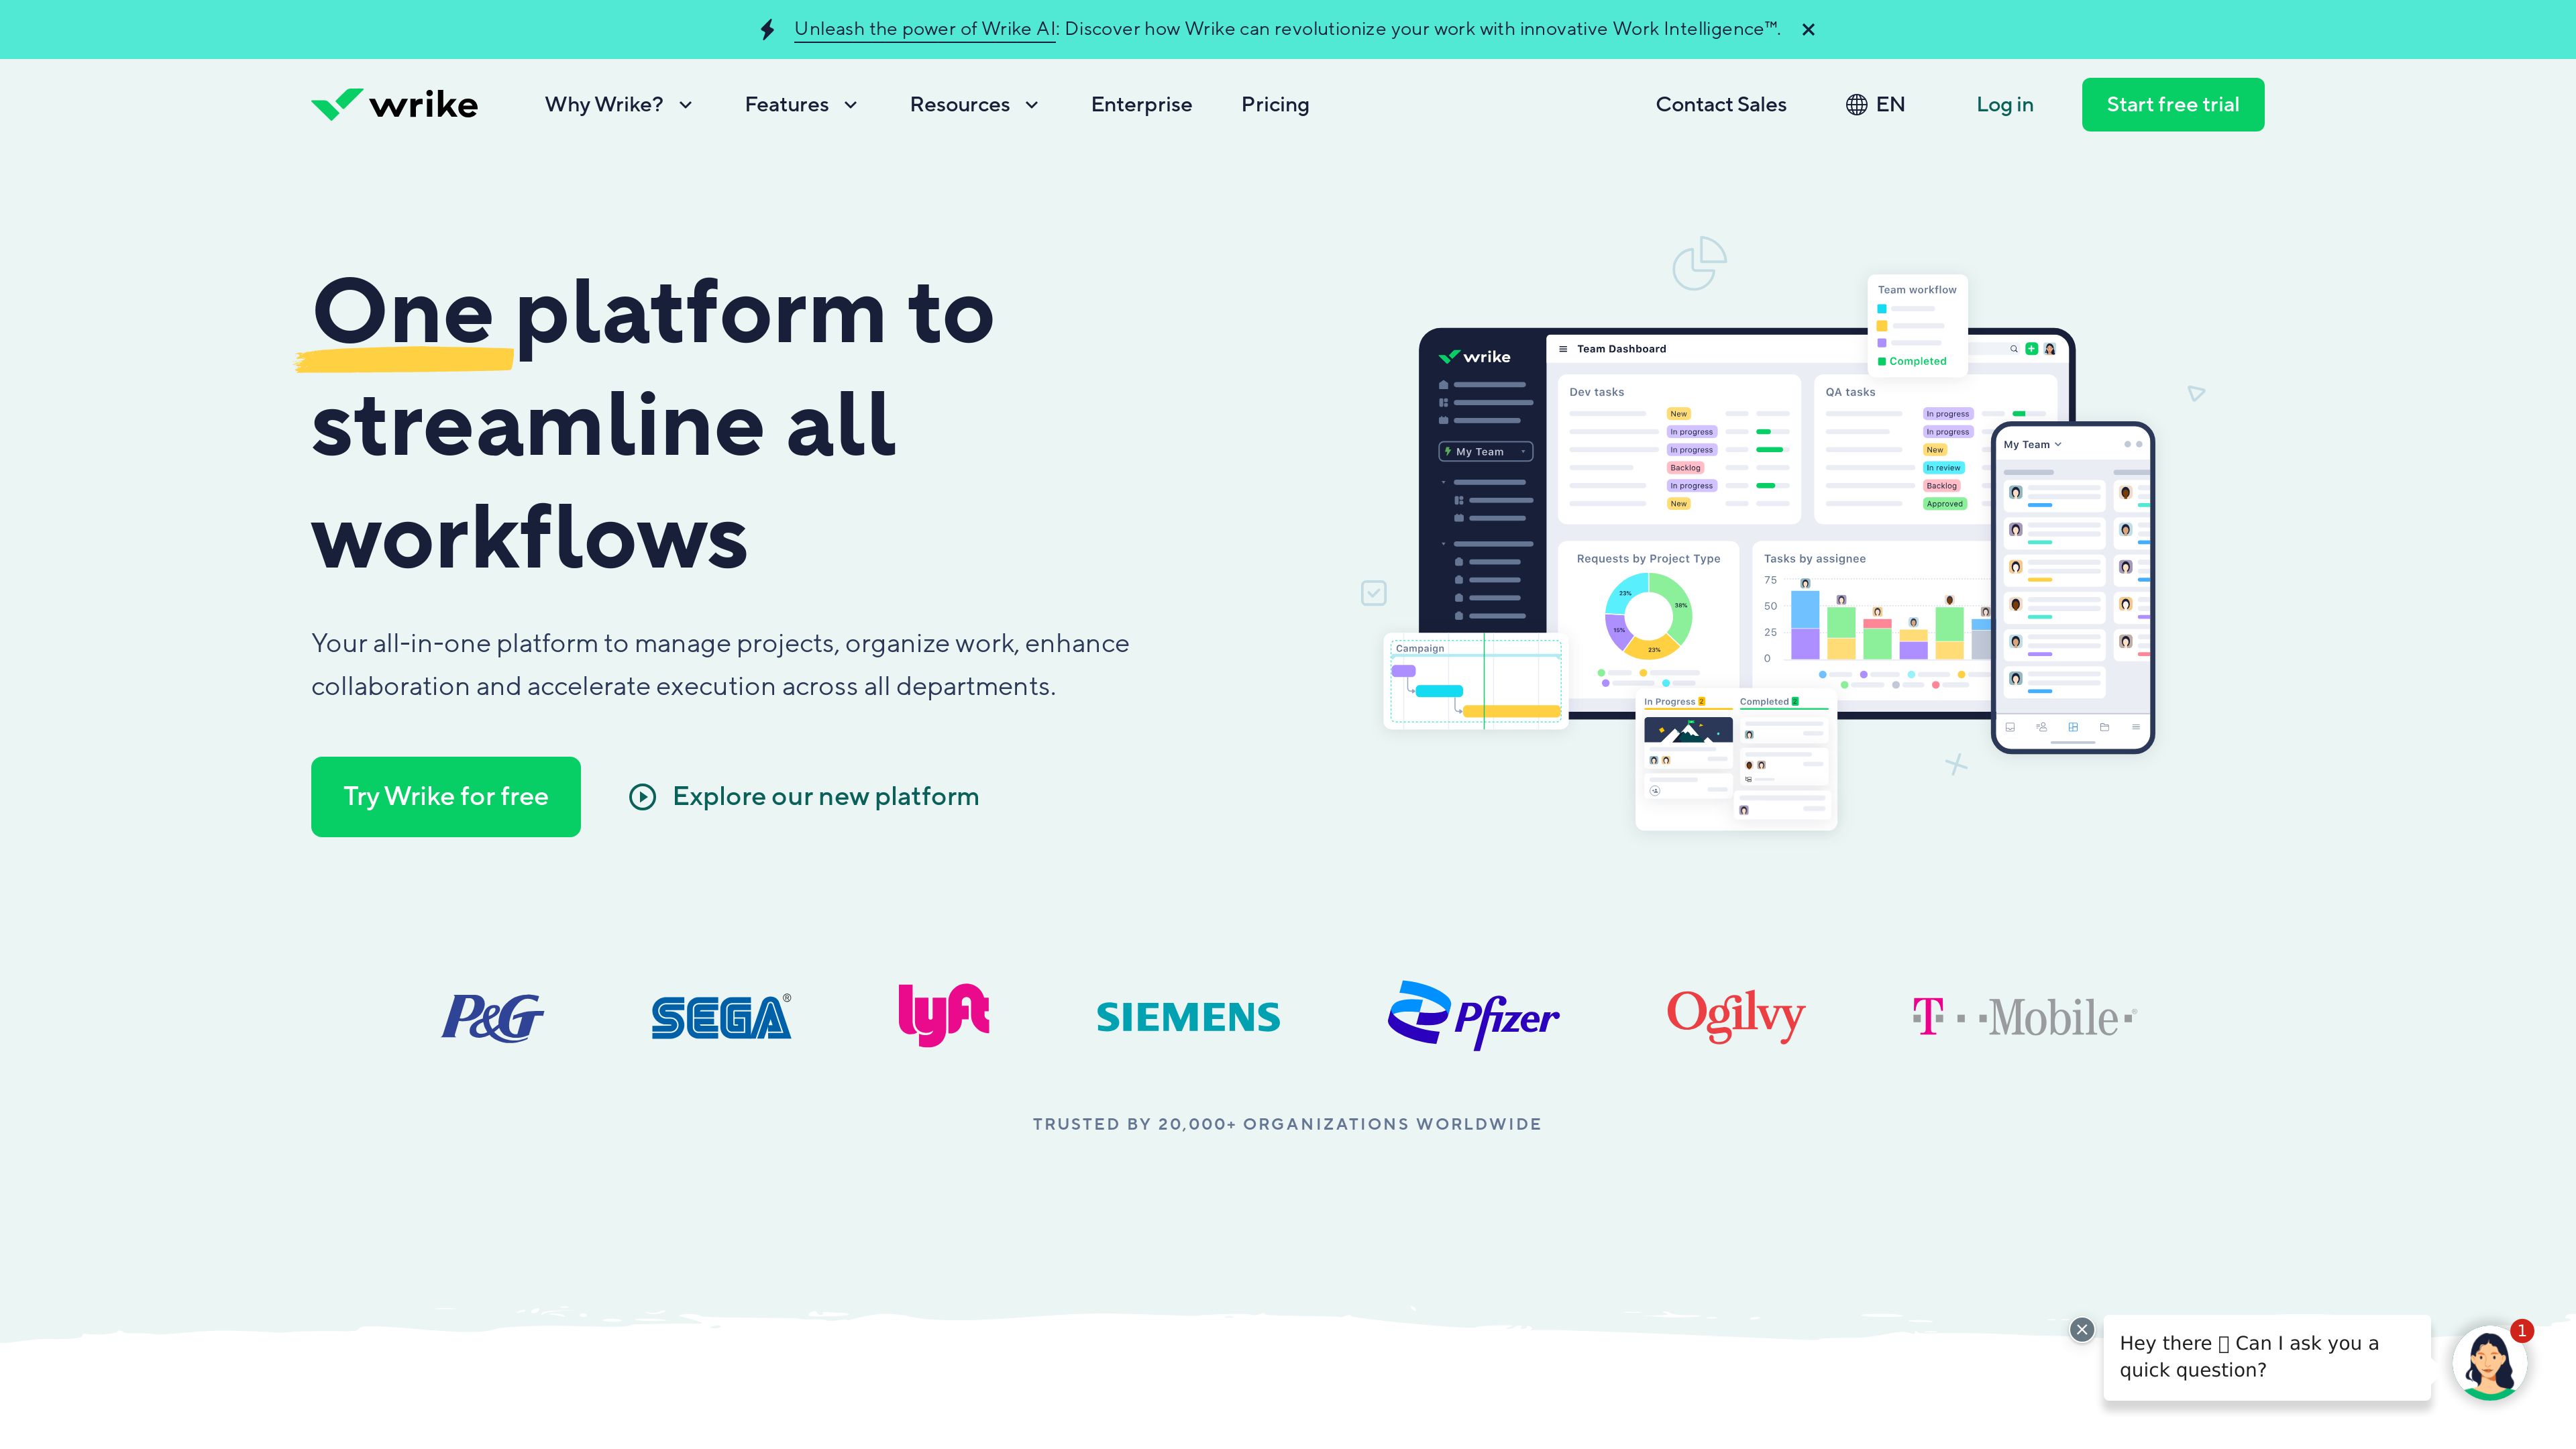 Unleash the power of Wrike AI: Discover how Wrike can revolutionize your work with innovative Work Intelligence™.
wrike
Why Wrike?
Features
Resources
Enterprise
Pricing
Contact Sales
EN
Log in
Start free trial
One platform to
streamline all
workflows
Your all-in-one platform to manage projects, organize work, enhance
collaboration and accelerate execution across all departments.
Try Wrike for free
Explore our new platform
Team workflow
Completed
wrike
Team Dashboard
My Team
Dev tasks
New
In progress
In progress
Backlog
In progress
New
QA tasks
In progress
In progress
New
In review
Backlog
Approved
My Team
Requests by Project Type
23%
38%
15%
23%
Tasks by assignee
75
50
25
0
Campaign
In Progress 2
Completed 2
P&G
SEGA®
lyft
SIEMENS
Pfizer
Ogilvy
T··Mobile·®
TRUSTED BY 20,000+ ORGANIZATIONS WORLDWIDE
Hey there Can I ask you a
quick question?
1